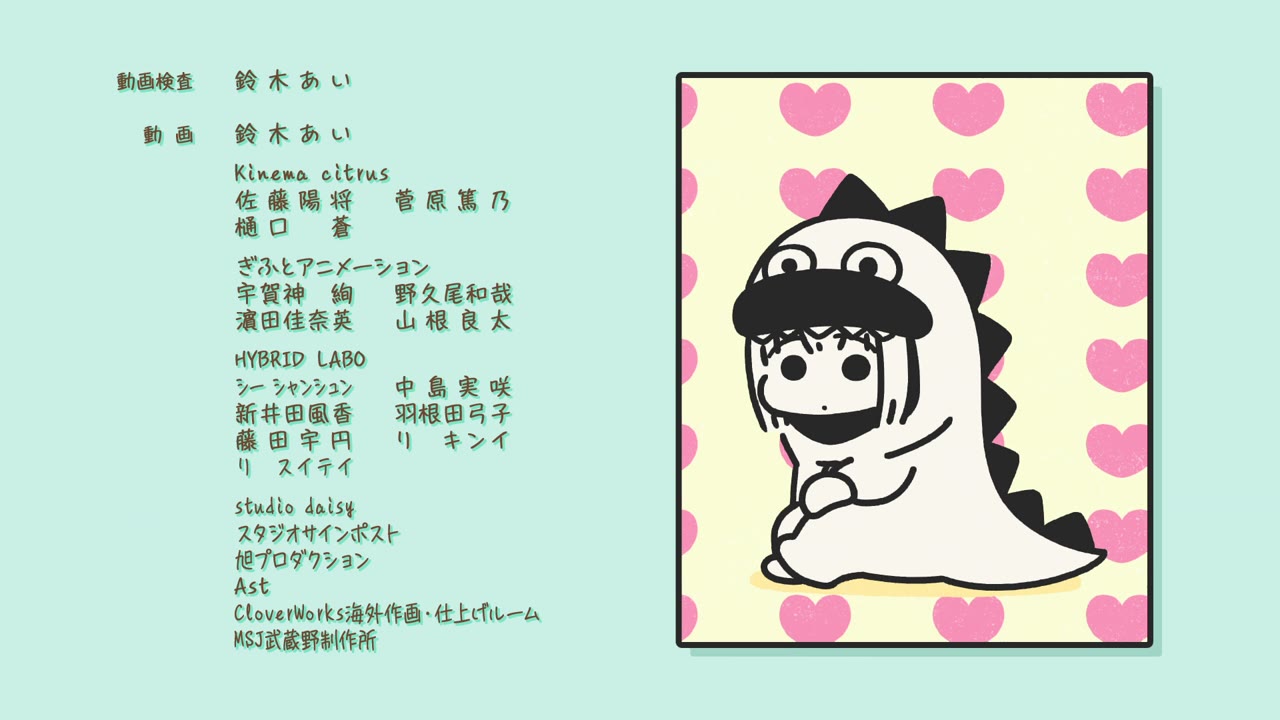 動画検査 鈴木あい
動画 鈴木あい
Kinema citrus
佐藤陽将 菅原篤乃
樋口 蒼
ぎふとアニメーション
宇賀神 絢 野久尾和哉
濵田佳奈英 山根良太
HYBRID LABO
シー シャンシュン 中島実咲
新井田風香 羽根田弓子
藤田宇円 リ キンイ
リ スイテイ
studio daisy
スタジオサインポスト
旭プロダクション
Ast
CloverWorks海外作画・仕上げルーム
MSJ武蔵野制作所